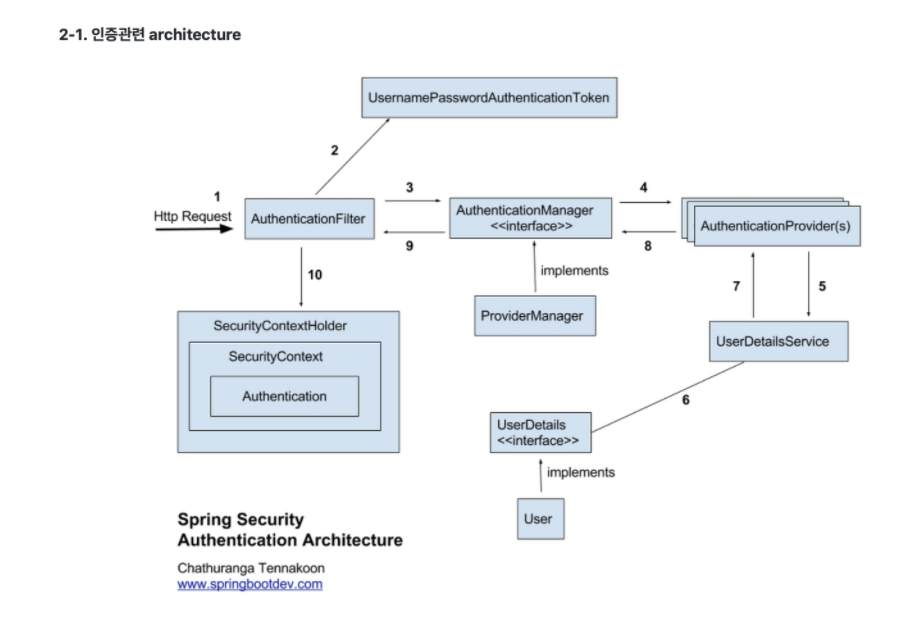 2-1. 인증관련 architecture
UsernamePasswordAuthenticationToken
2
1
3
4
Http Request
AuthenticationFilter
AuthenticationManager
<<interface>>
AuthenticationProvider(s)
9
8
10
implements
7
5
ProviderManager
SecurityContextHolder
UserDetailsService
SecurityContext
Authentication
6
UserDetails
<<interface>>
implements
User
Spring Security
Authentication Architecture
Chathuranga Tennakoon
www.springbootdev.com